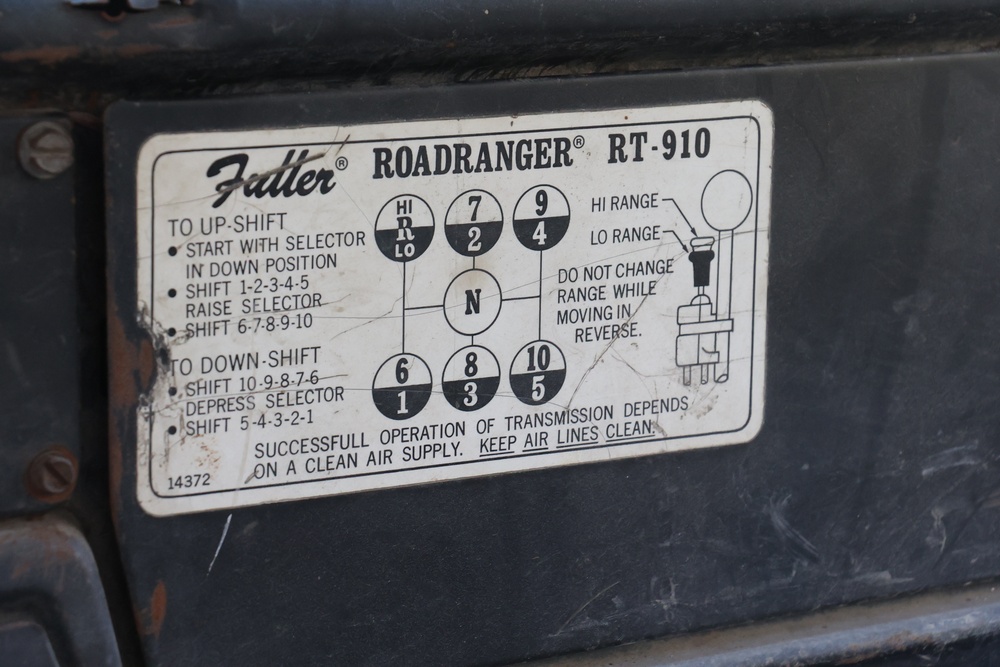 Fuller® ROADRANGER® RT-910
TO UP-SHIFT
• START WITH SELECTOR
IN DOWN POSITION
• SHIFT 1-2-3-4-5
RAISE SELECTOR
• SHIFT 6-7-8-9-10
TO DOWN-SHIFT
• SHIFT 10-9-8-7-6
DEPRESS SELECTOR
• SHIFT 5-4-3-2-1
HI
R
LO
7
2
9
4
N
6
1
8
3
10
5
HI RANGE
LO RANGE
DO NOT CHANGE
RANGE WHILE
MOVING IN
REVERSE.
SUCCESSFULL OPERATION OF TRANSMISSION DEPENDS
ON A CLEAN AIR SUPPLY. KEEP AIR LINES CLEAN.
14372